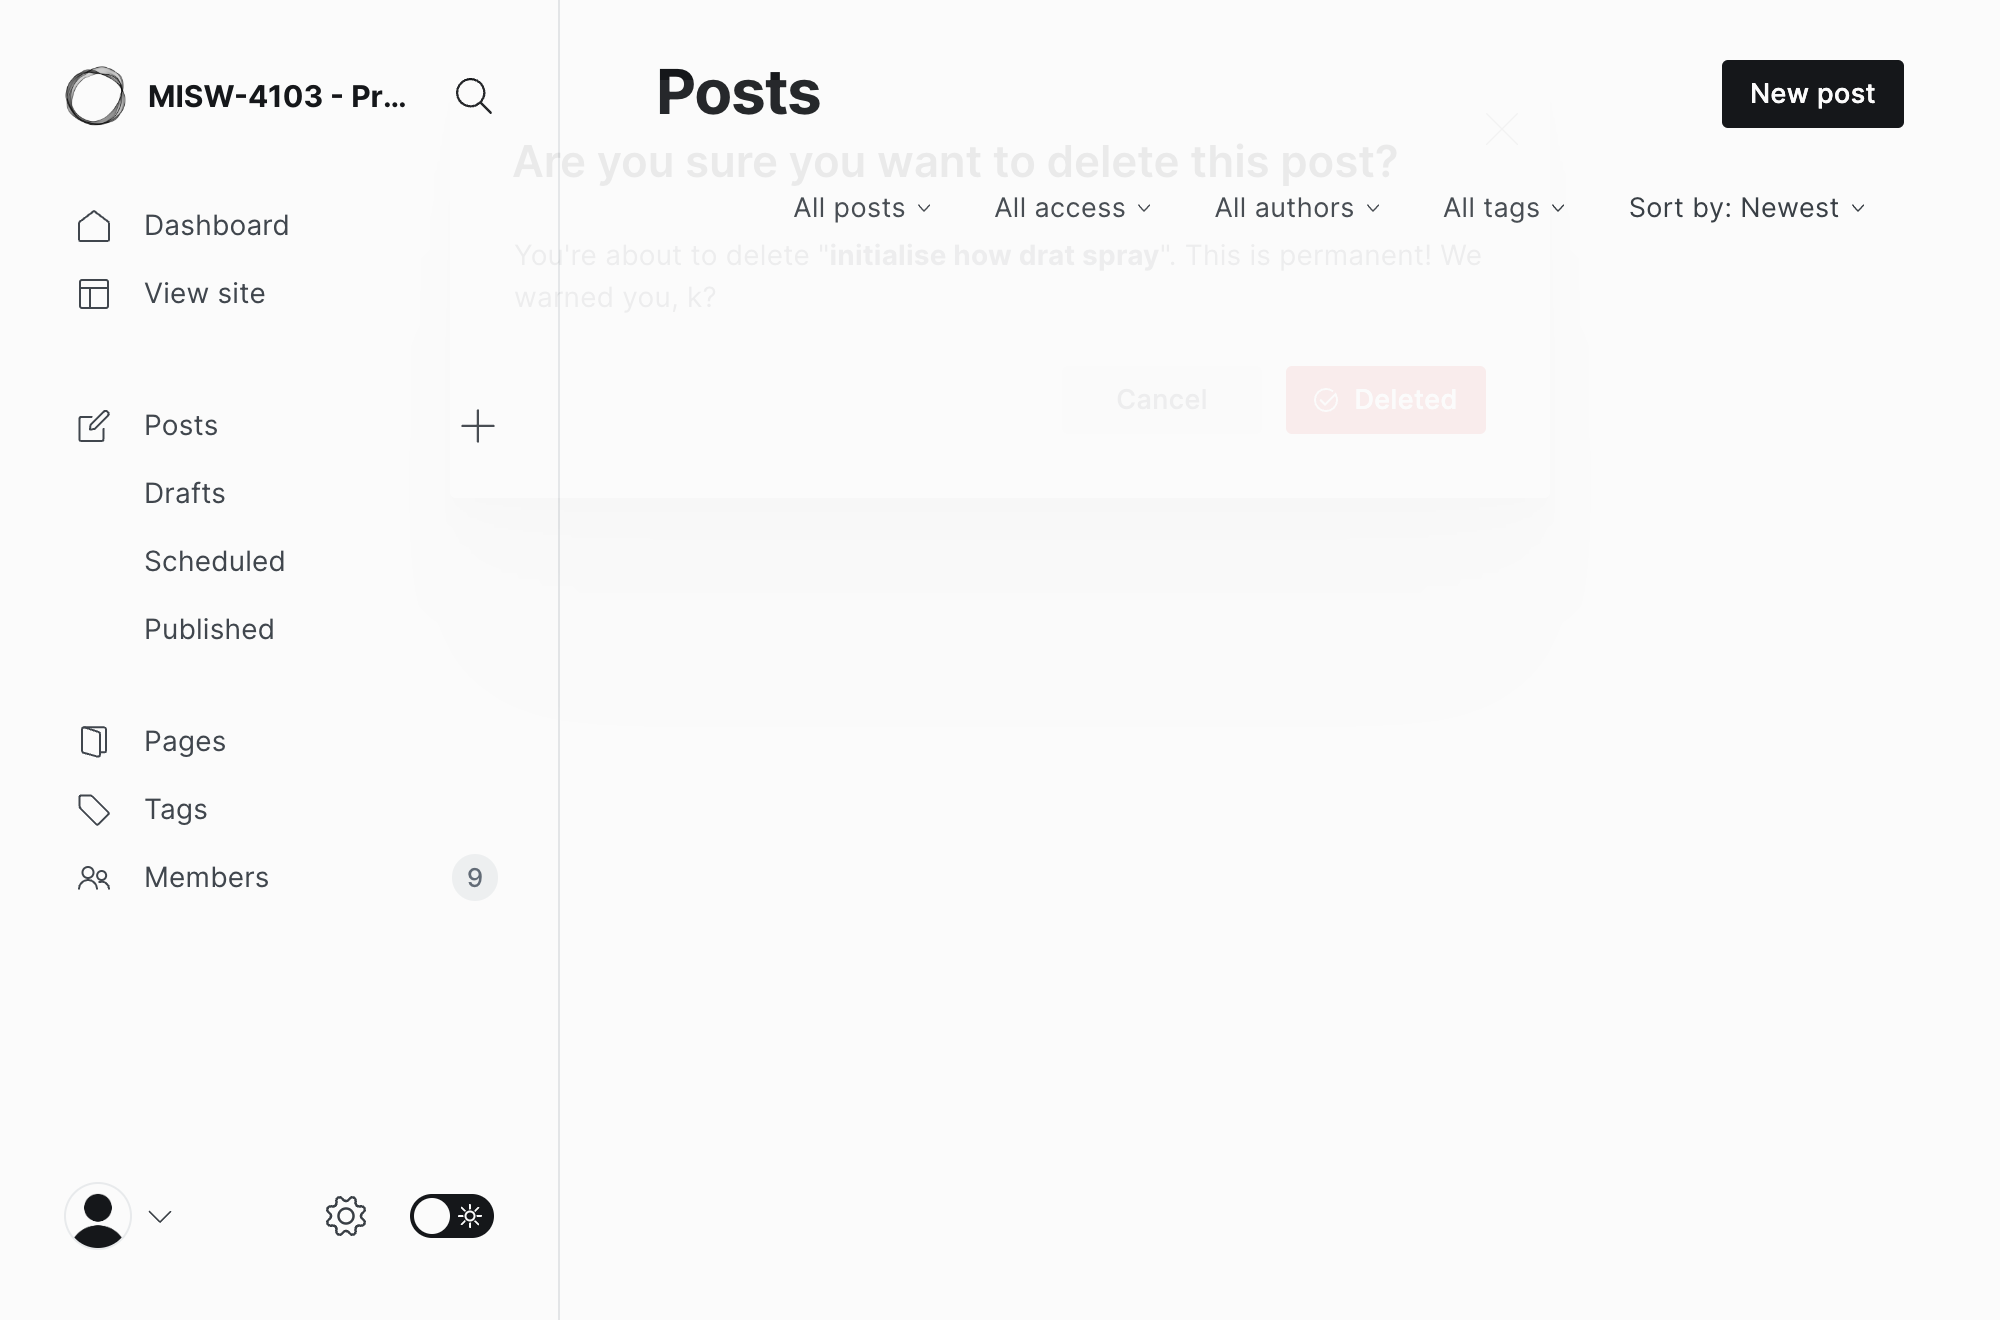 MISW-4103 - Pr...
Dashboard
View site
Posts
Drafts
Scheduled
Published
Pages
Tags
Members 9
Posts
New post
Are you sure you want to delete this post?
All posts All access All authors All tags Sort by: Newest
You're about to delete "initialise how drat spray". This is permanent! We
warned you, k?
Cancel Deleted